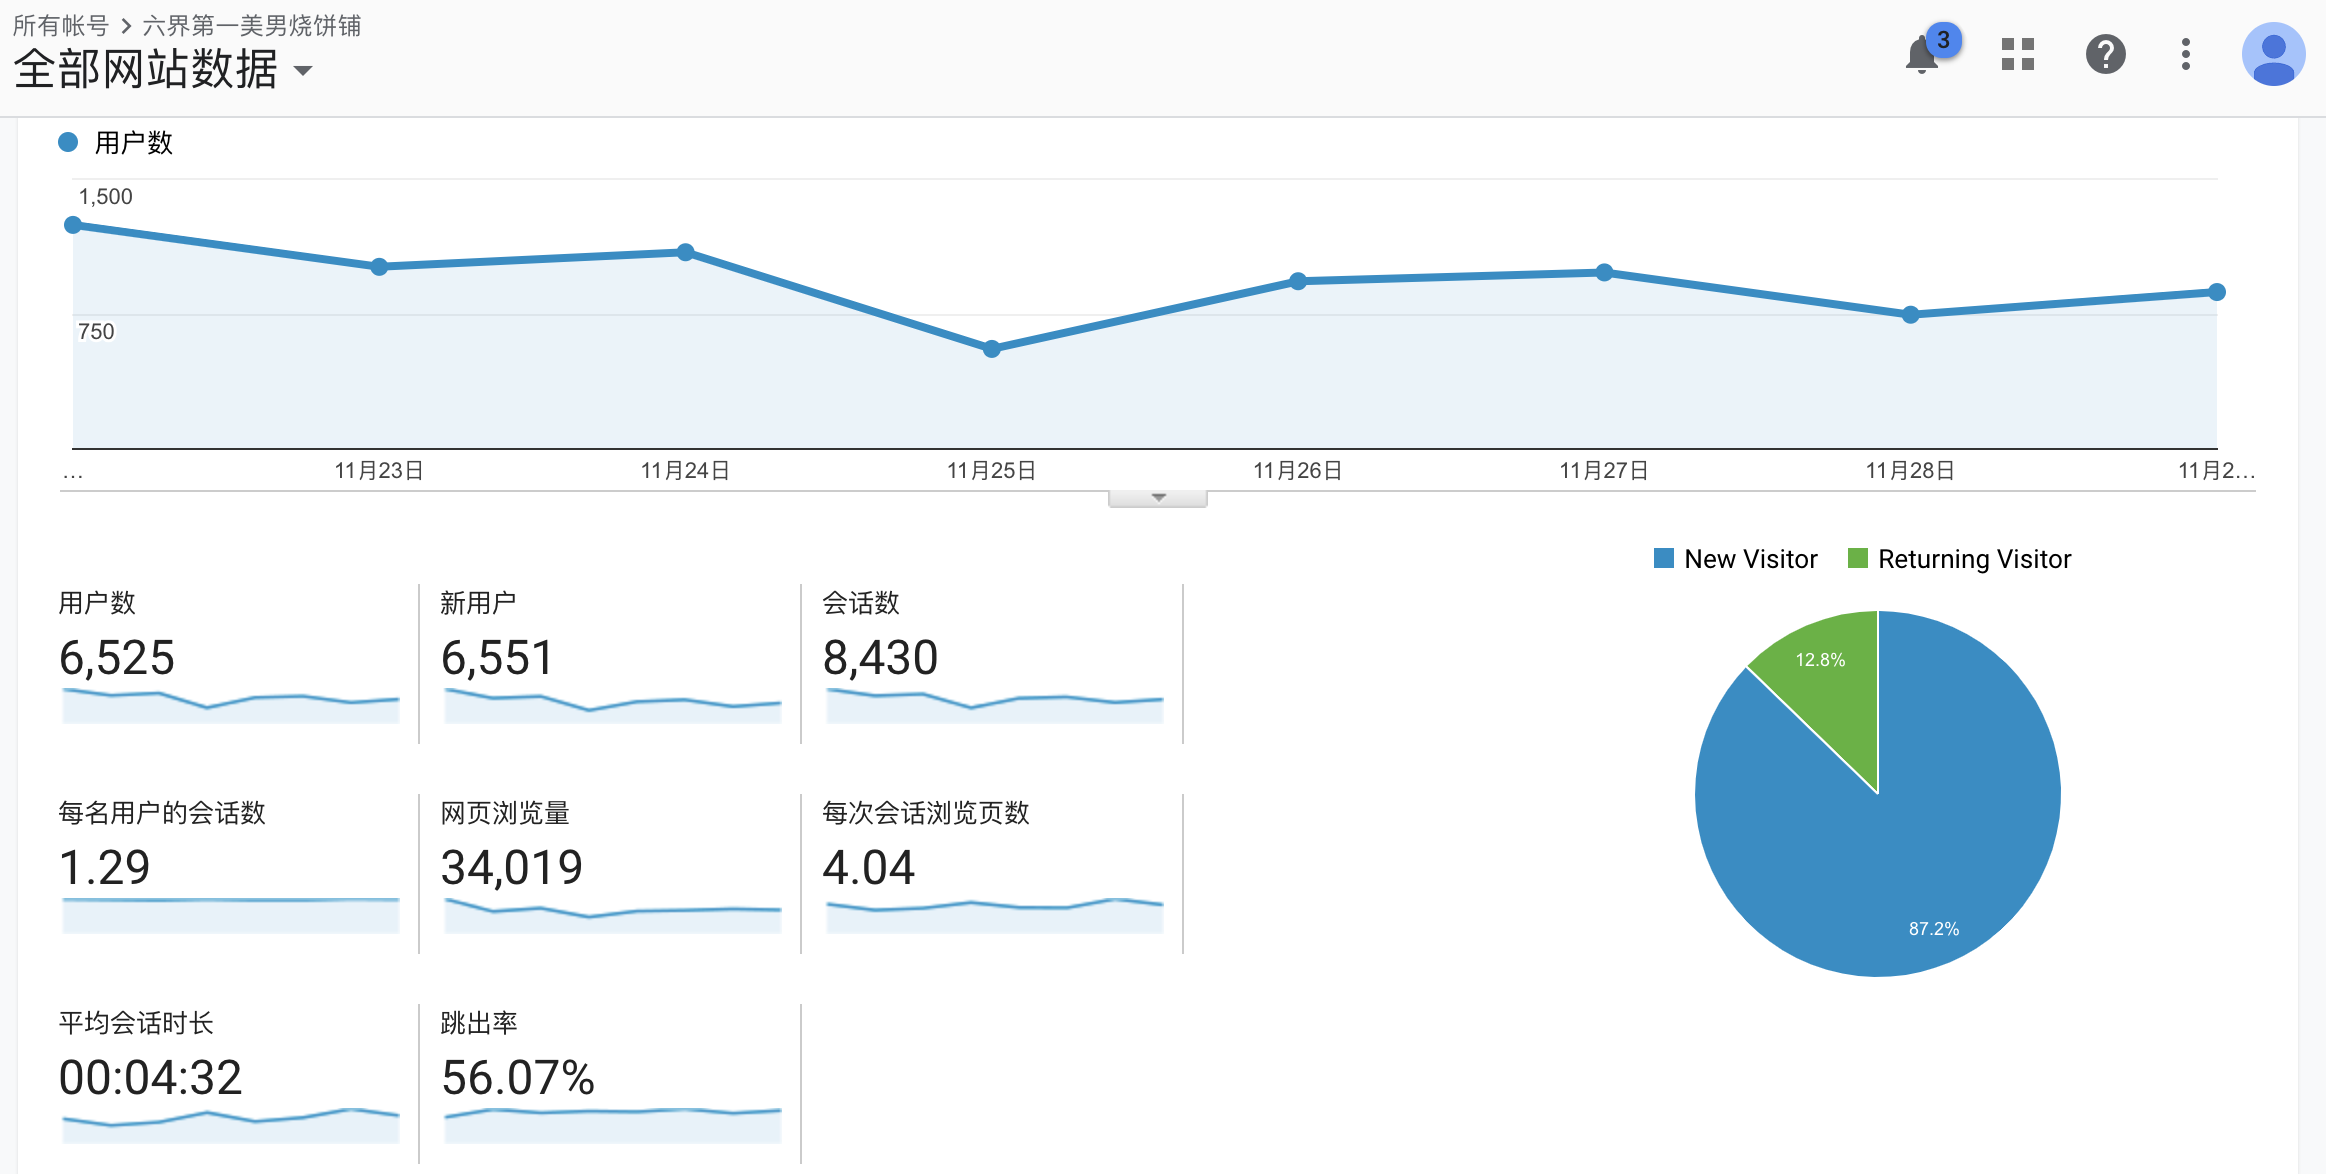 所有帐号 > 六界第一美男烧饼铺
全部网站数据
3
用户数
1,500
750
...
11月23日
11月24日
11月25日
11月26日
11月27日
11月28日
11月2...
New Visitor
Returning Visitor
用户数
6,525
新用户
6,551
会话数
8,430
12.8%
87.2%
每名用户的会话数
1.29
网页浏览量
34,019
每次会话浏览页数
4.04
平均会话时长
00:04:32
跳出率
56.07%